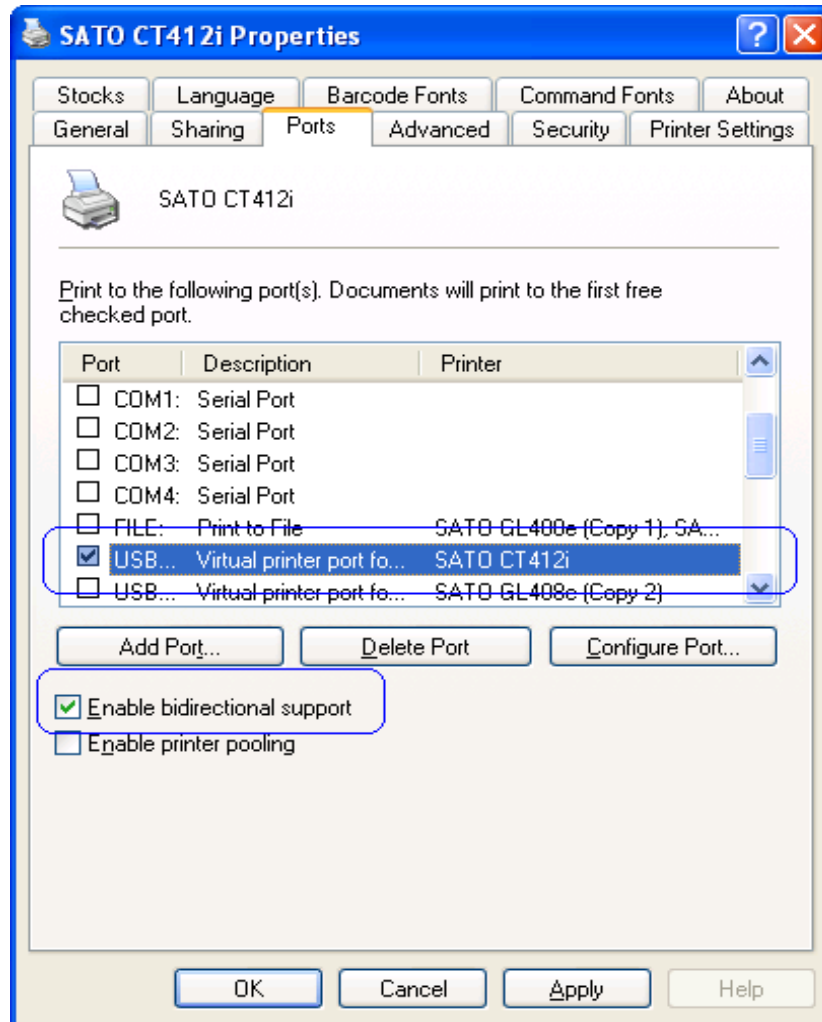 SATO CT412i Properties
Stocks Language Barcode Fonts Command Fonts About
General Sharing Ports Advanced Security Printer Settings
SATO CT412i
Print to the following port(s). Documents will print to the first free
checked port.
Port Description Printer
COM1: Serial Port
COM2: Serial Port
COM3: Serial Port
COM4: Serial Port
FILE: Print to File SATO GL400e (Copy 1), SA...
USB... Virtual printer port fo... SATO CT412i
USB... Virtual printer port fo... SATO GL408e (Copy 2)
Add Port... Delete Port Configure Port...
Enable bidirectional support
Enable printer pooling
OK Cancel Apply Help